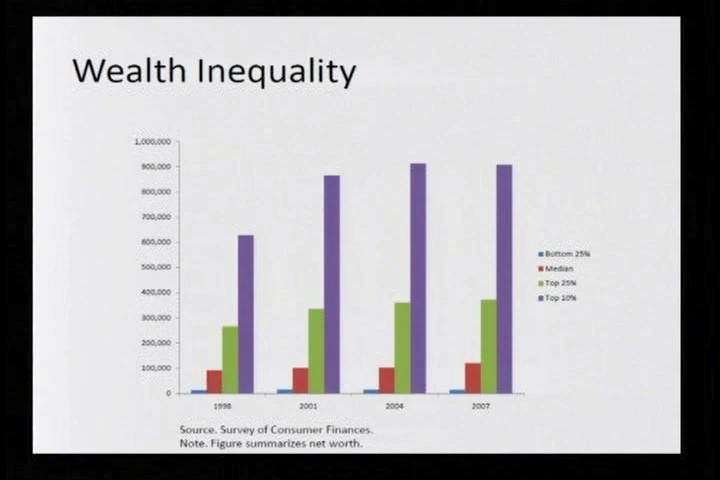 Wealth Inequality
1,000,000
900,000
800,000
700,000
600,000
500,000
400,000
300,000
200,000
100,000
0
1998
2001
2004
2007
Bottom 25%
Median
Top 25%
Top 10%
Source. Survey of Consumer Finances.
Note. Figure summarizes net worth.